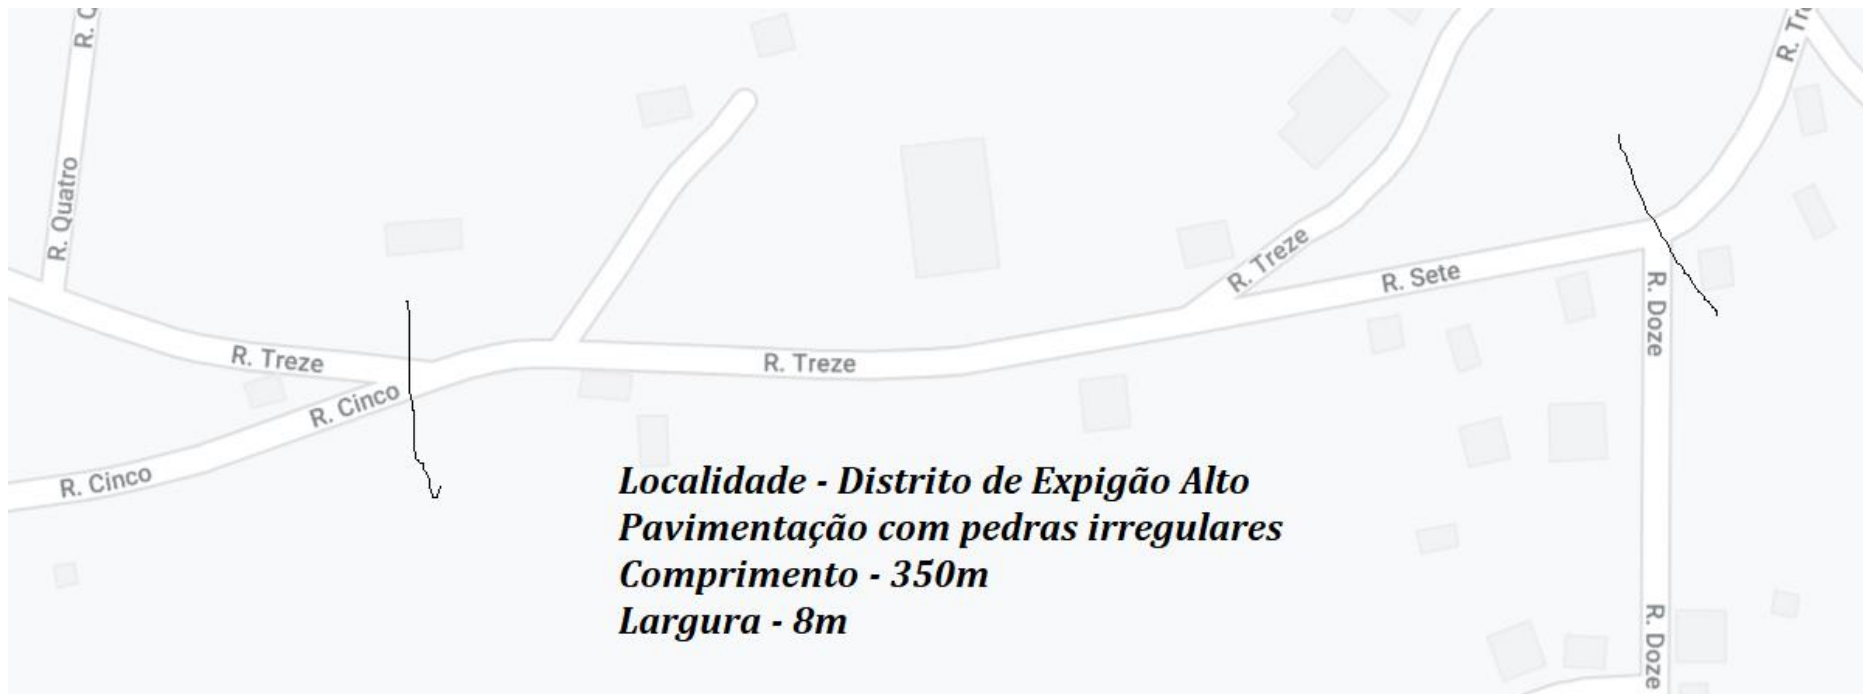 R. C
R. Tre
R. Quatro
R. Treze
R. Sete
R. Doze
R. Treze
R. Treze
R. Cinco
R. Cinco
Localidade - Distrito de Expigão Alto
Pavimentação com pedras irregulares
Comprimento - 350m
Largura - 8m
R. Doze